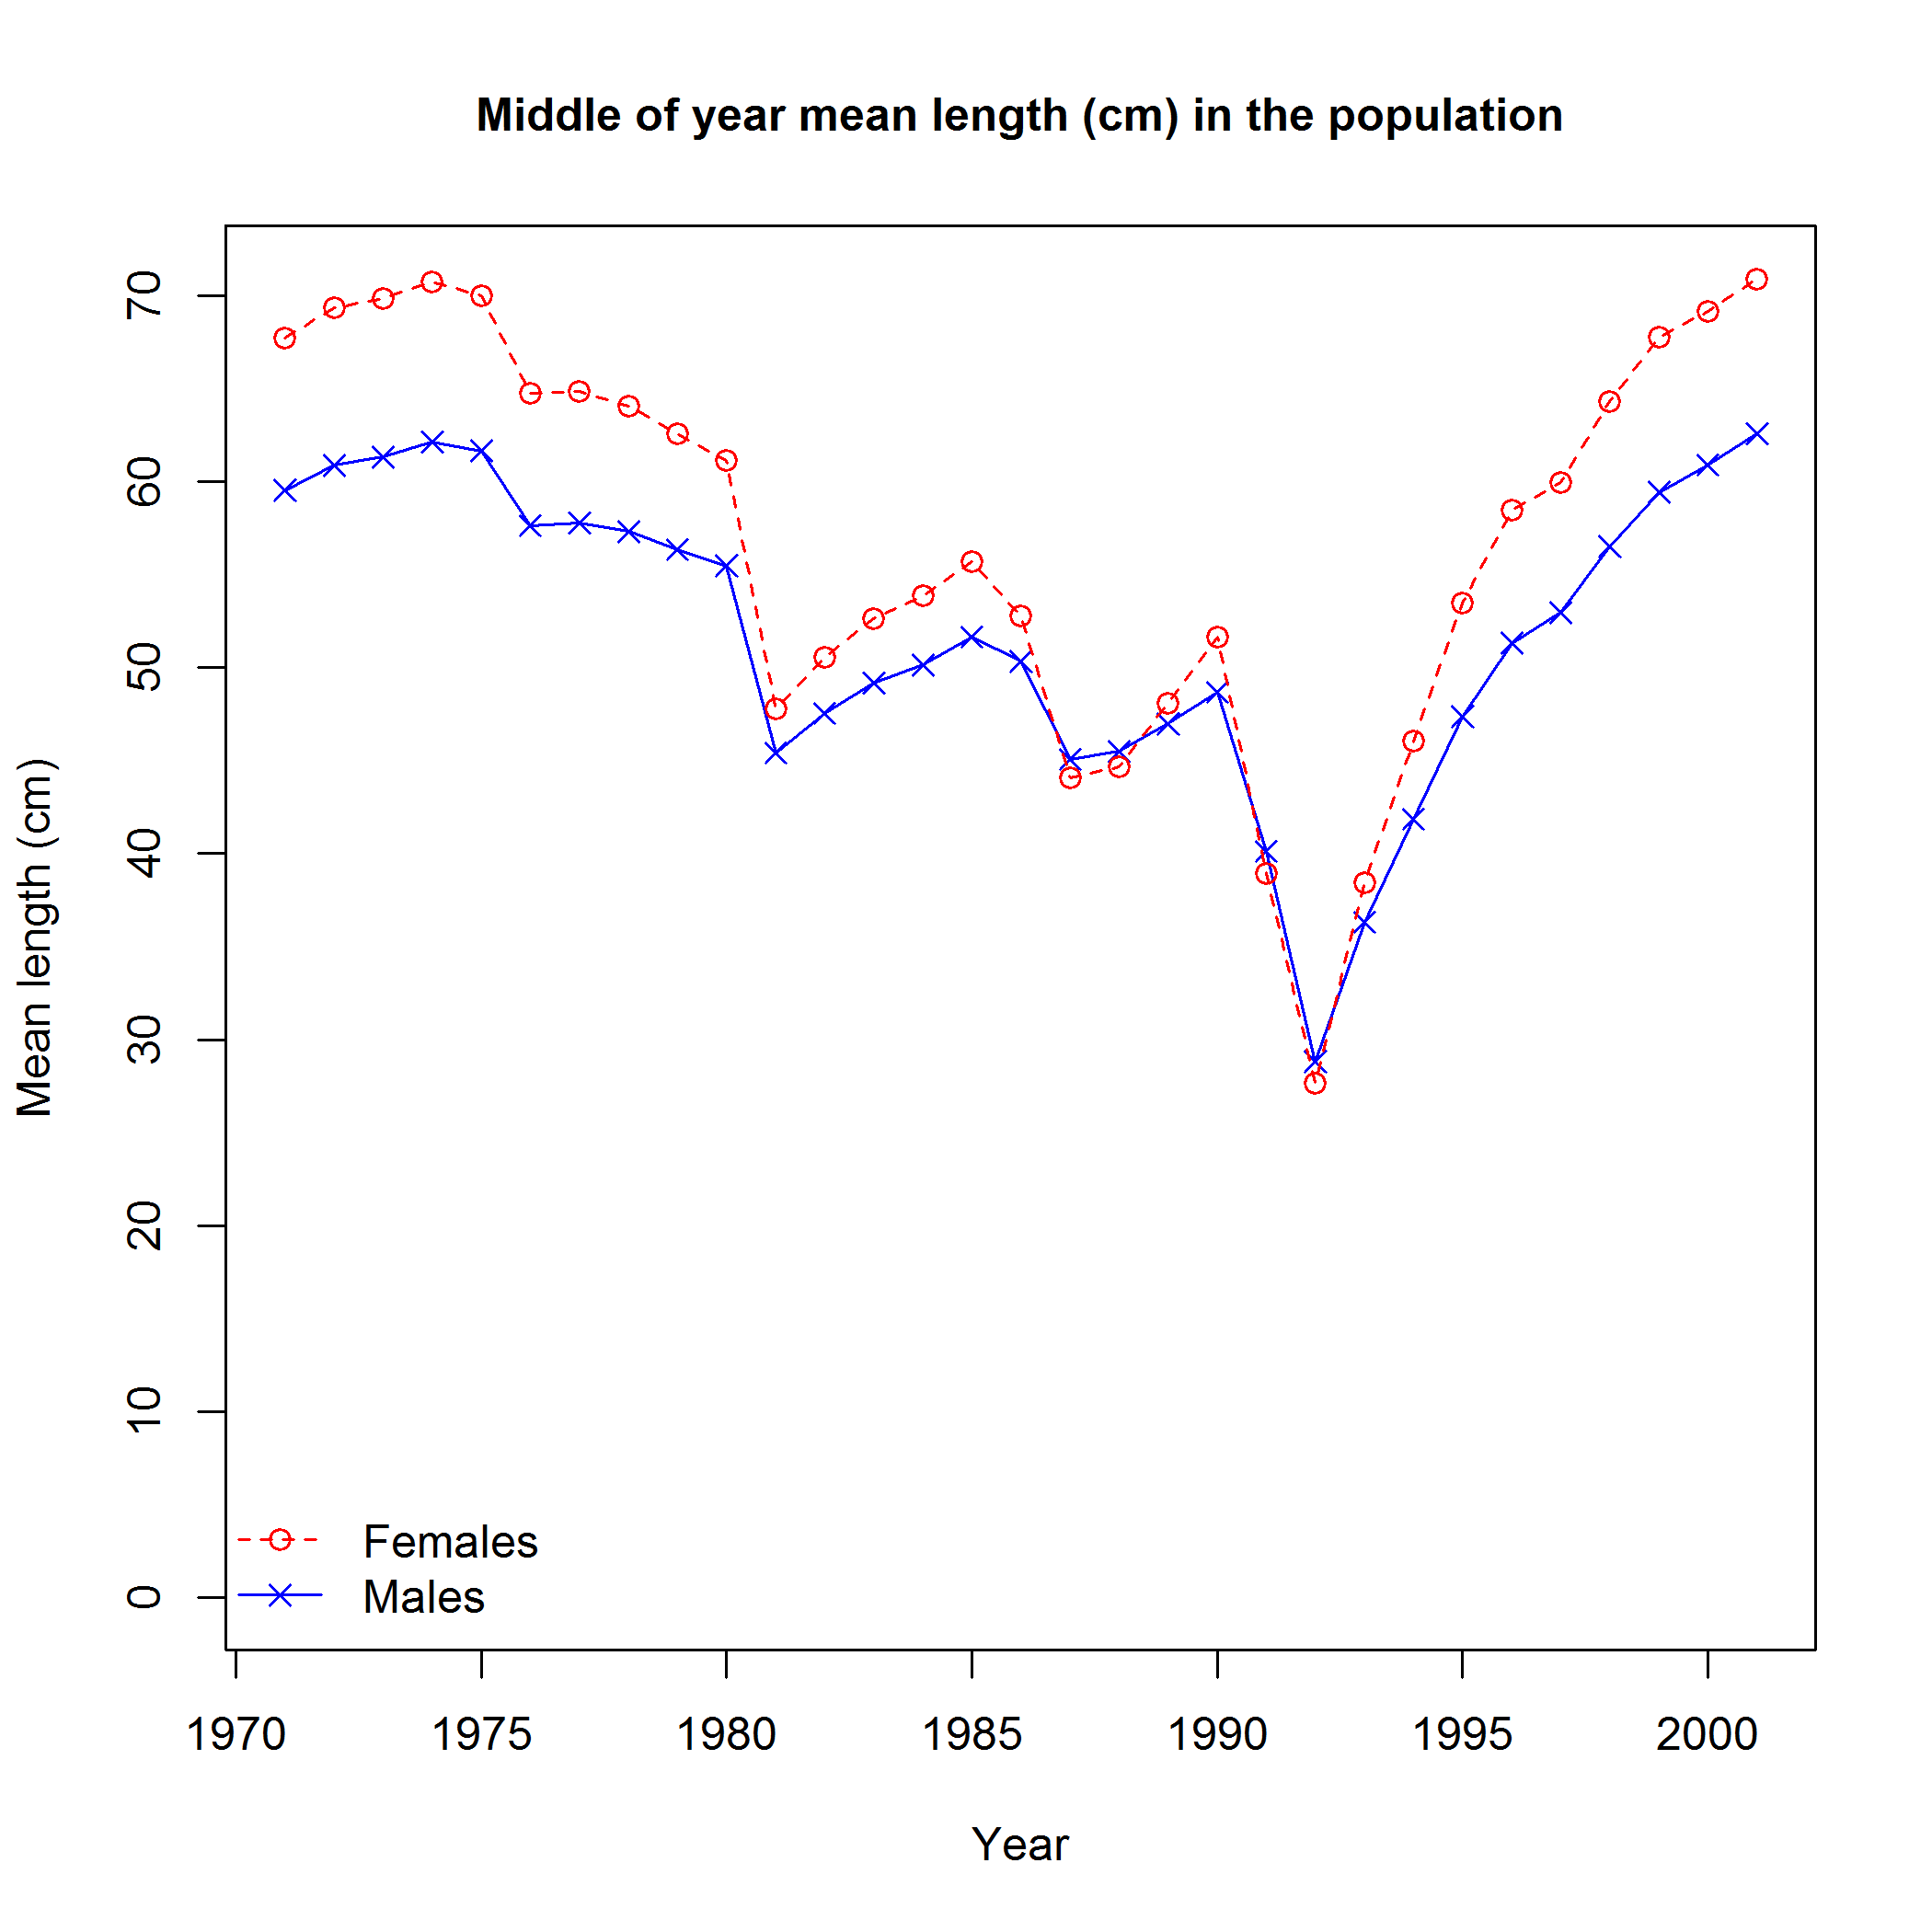 Middle of year mean length (cm) in the population
Mean length (cm)
70
60
50
40
30
20
10
0
Females
Males
1970 1975 1980 1985 1990 1995 2000
Year